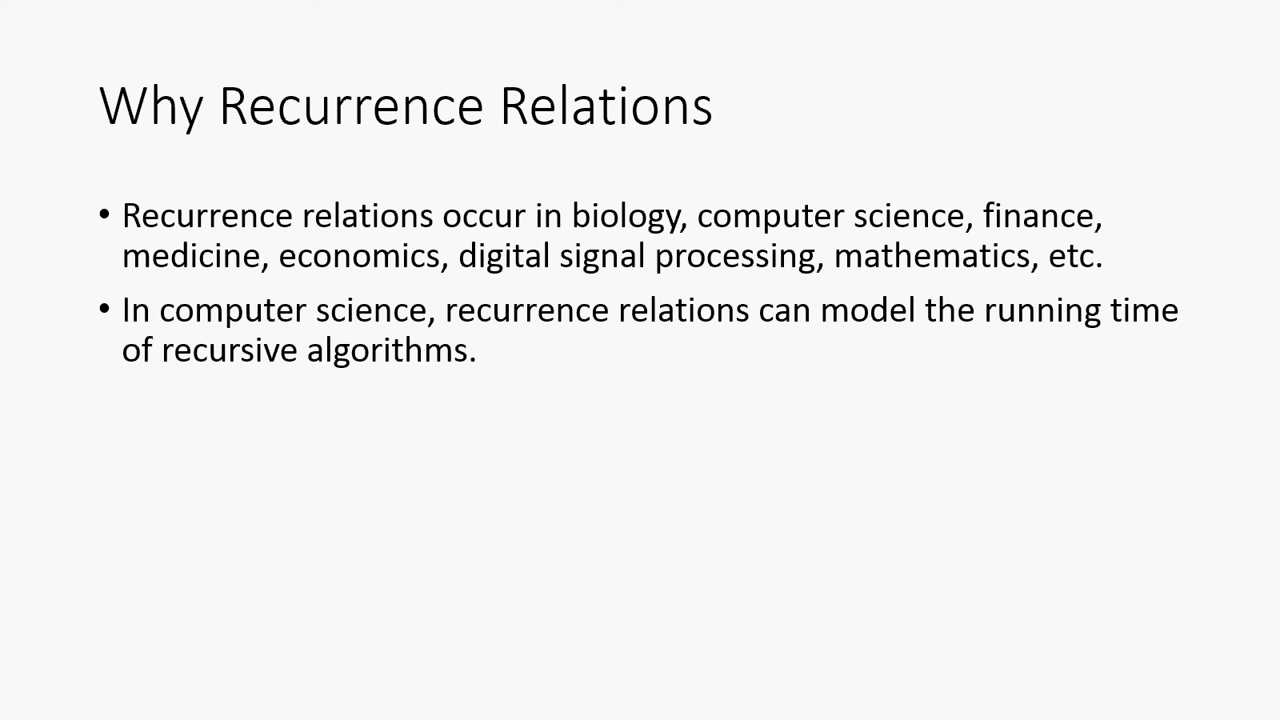 Why Recurrence Relations
• Recurrence relations occur in biology, computer science, finance,
medicine, economics, digital signal processing, mathematics, etc.
• In computer science, recurrence relations can model the running time
of recursive algorithms.